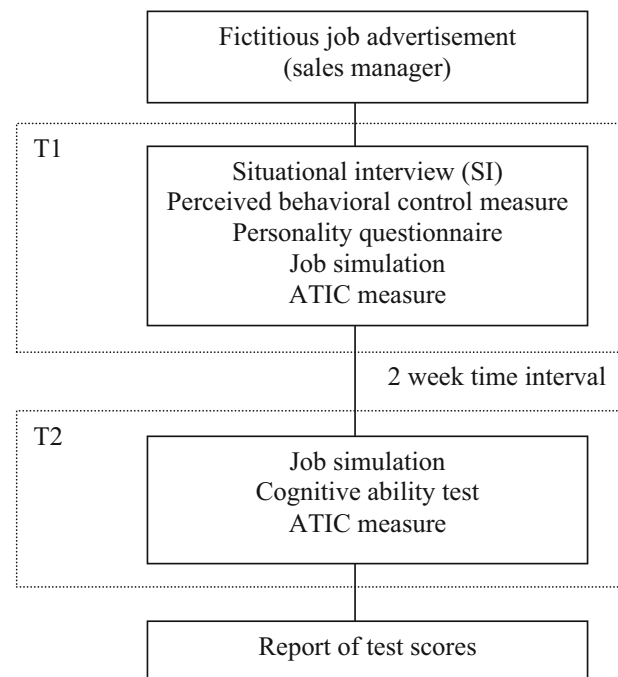 Fictitious job advertisement
(sales manager)
T1
Situational interview (SI)
Perceived behavioral control measure
Personality questionnaire
Job simulation
ATIC measure
2 week time interval
T2
Job simulation
Cognitive ability test
ATIC measure
Report of test scores